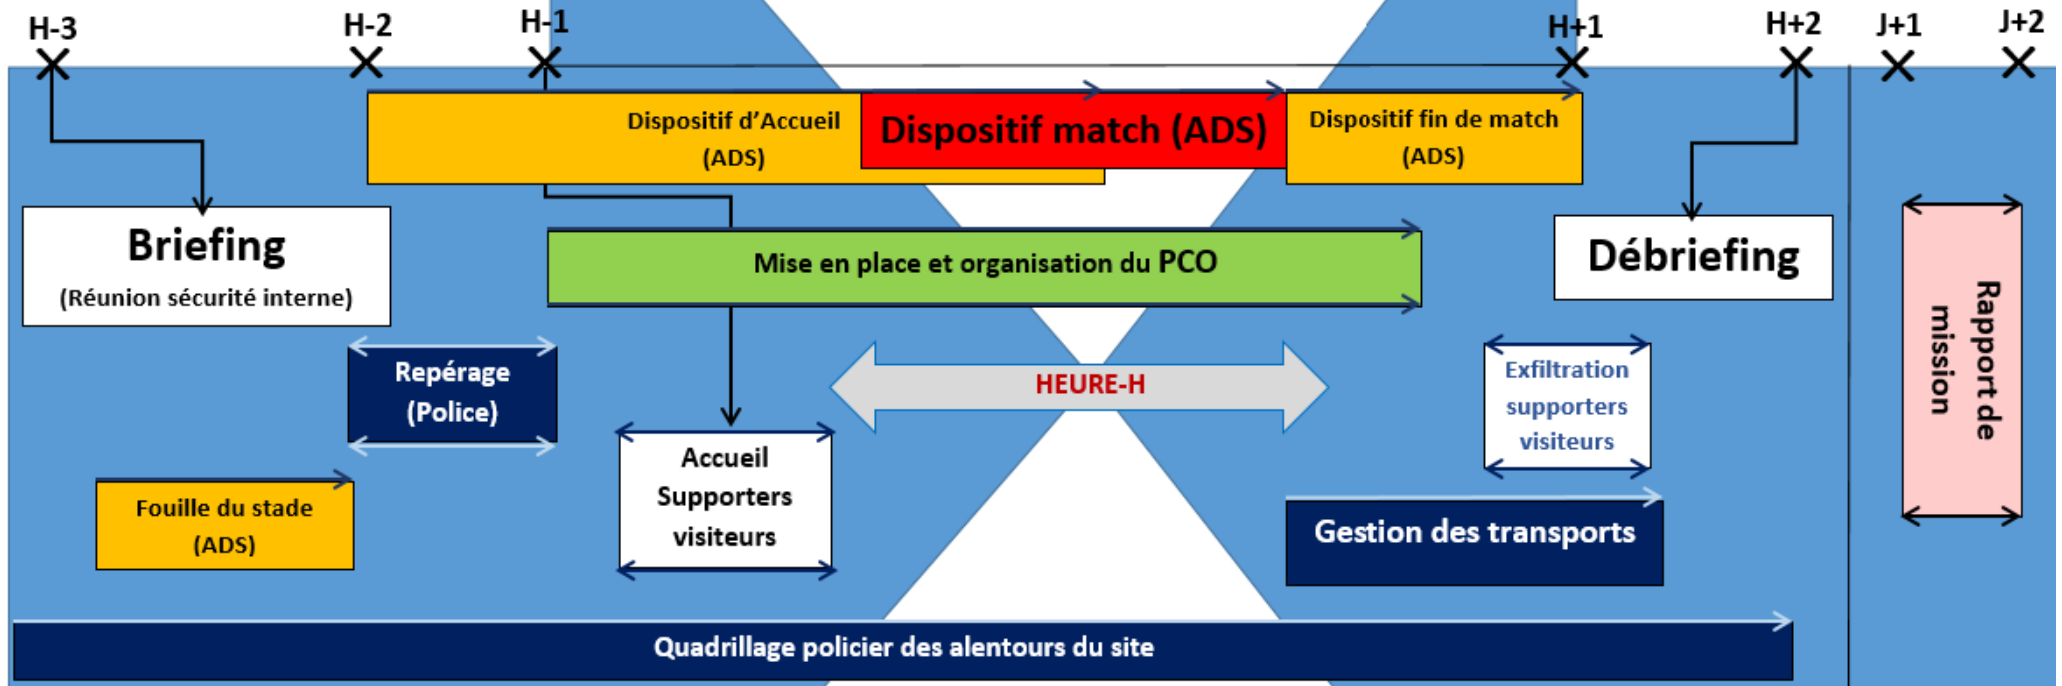 H-3
H-2
H-1
H+1
H+2
J+1
J+2
Dispositif d’Accueil
(ADS)
Dispositif match (ADS)
Dispositif fin de match
(ADS)
Briefing
(Réunion sécurité interne)
Mise en place et organisation du PCO
Débriefing
Rapport de
mission
Repérage
(Police)
HEURE-H
Exfiltration
supporters
visiteurs
Accueil
Supporters
visiteurs
Fouille du stade
(ADS)
Gestion des transports
Quadrillage policier des alentours du site